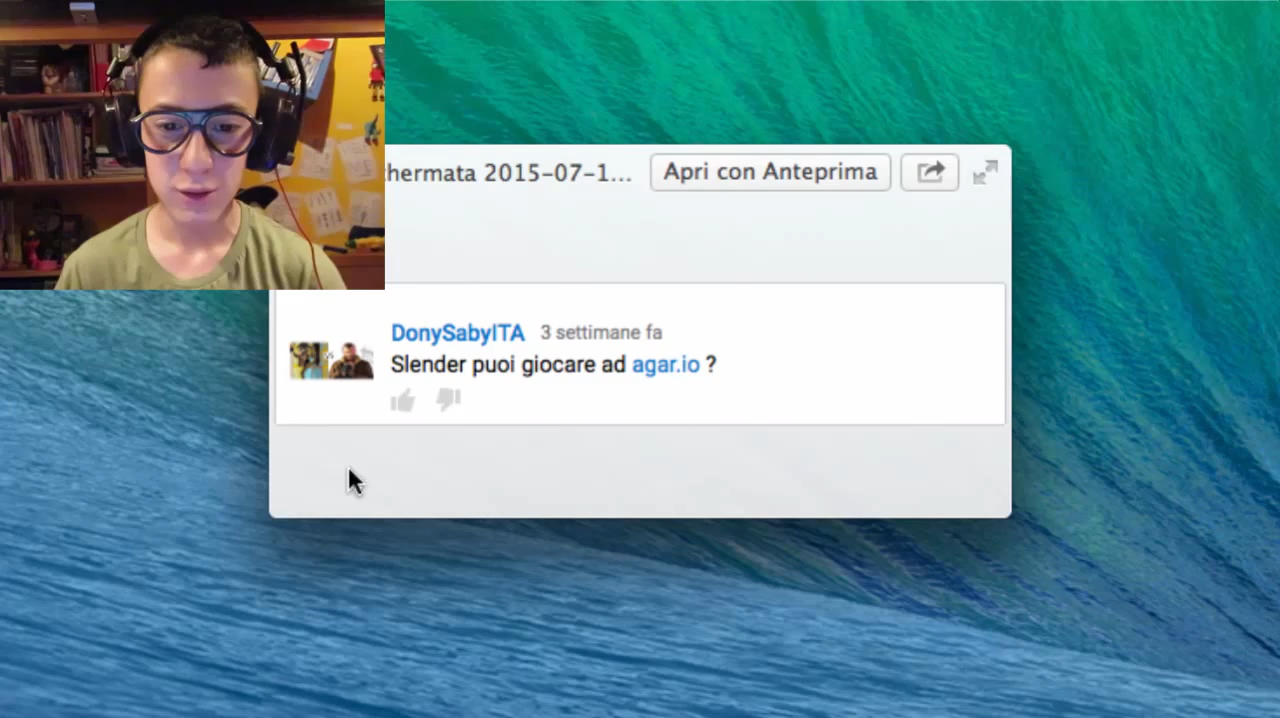 hermata 2015-07-1...
Apri con Anteprima
DonySabyITA 3 settimane fa
Slender puoi giocare ad agar.io ?